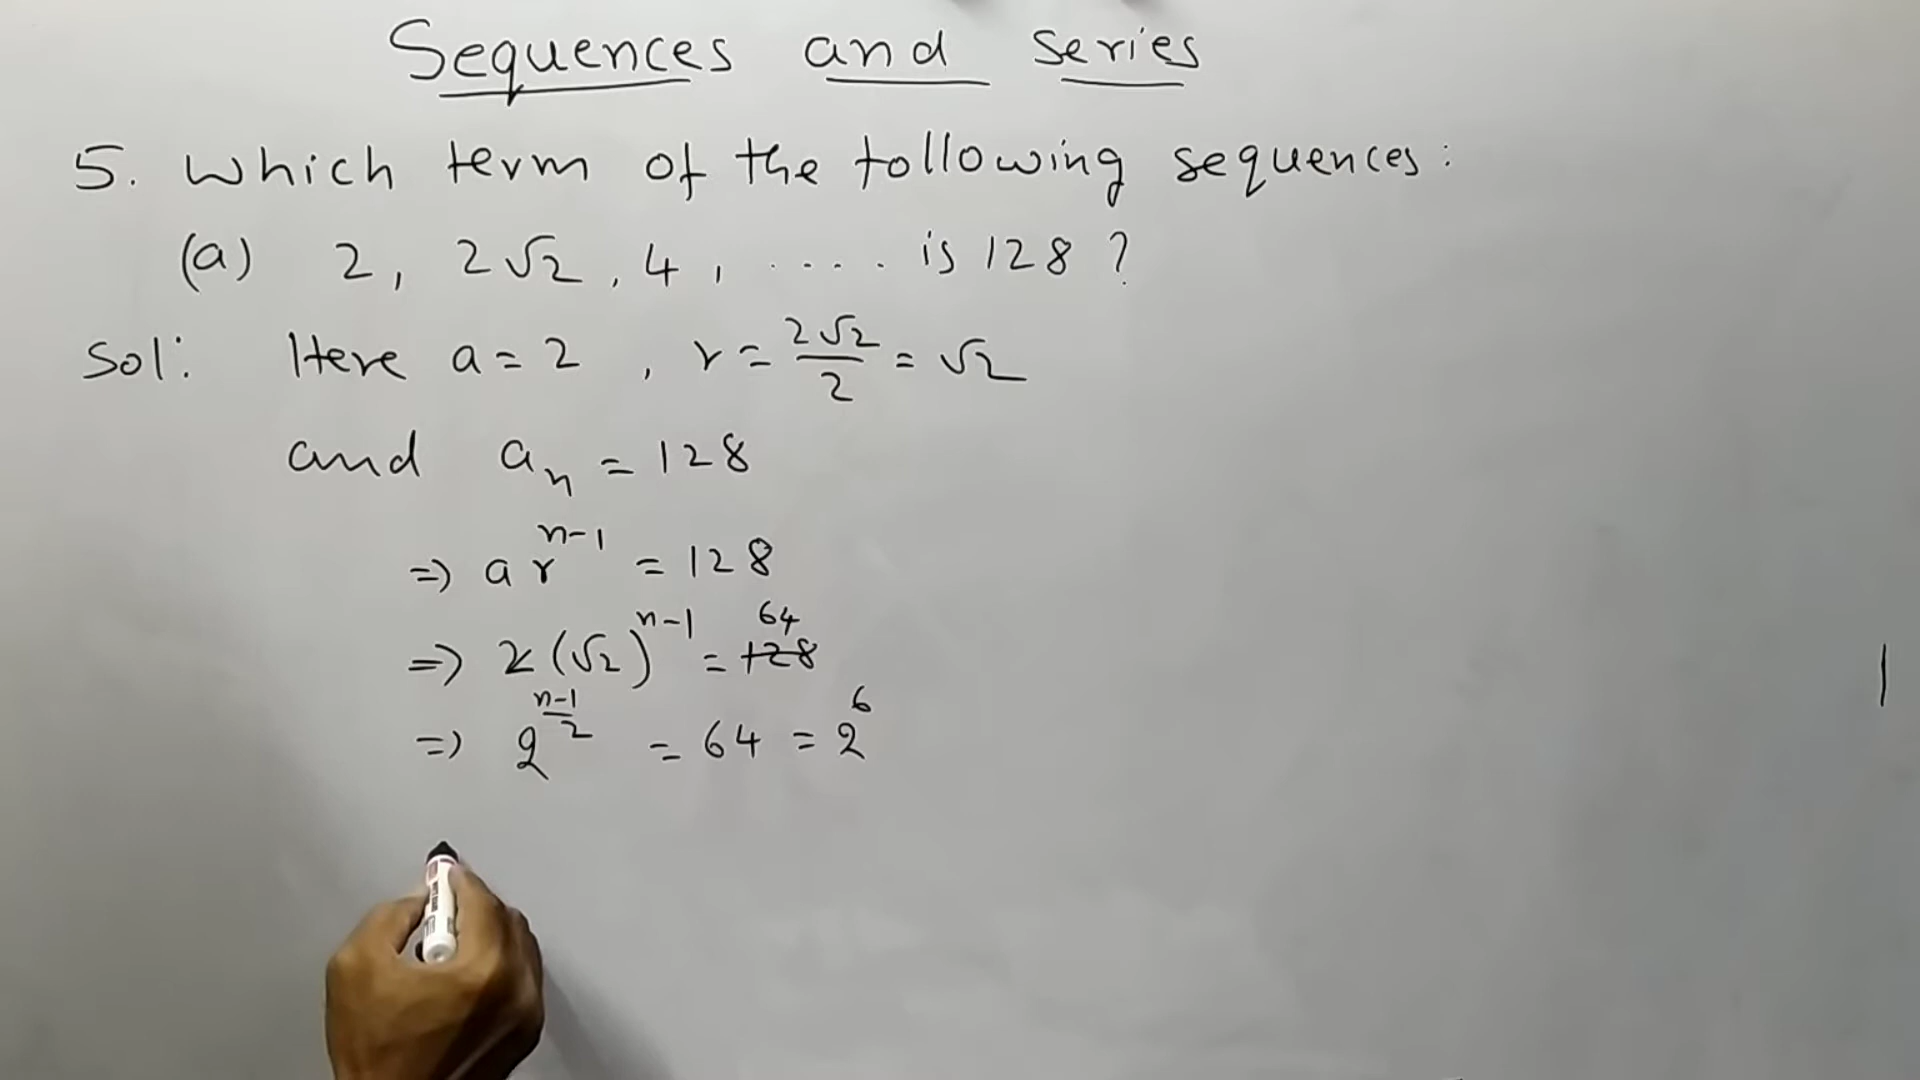 Sequences and series
5. Which term of the following sequences:
(a) 2, 2√2, 4, .... is 128 ?
Sol: Here a = 2, r = 2√2/2 = √2
and aₙ = 128
⇒ a r^(n-1) = 128
⇒ 2(√2)^(n-1) = 128 64
⇒ 2^((n-1)/2) = 64 = 2^6